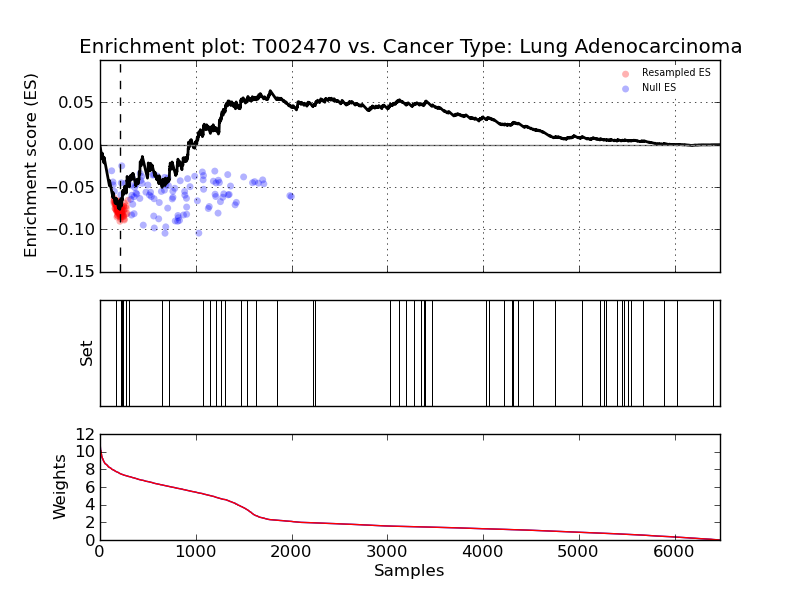 Enrichment plot: T002470 vs. Cancer Type: Lung Adenocarcinoma
Enrichment score (ES)
0.05
0.00
−0.05
−0.10
−0.15
Resampled ES
Null ES
Set
Weights
12
10
8
6
4
2
0
0 1000 2000 3000 4000 5000 6000
Samples